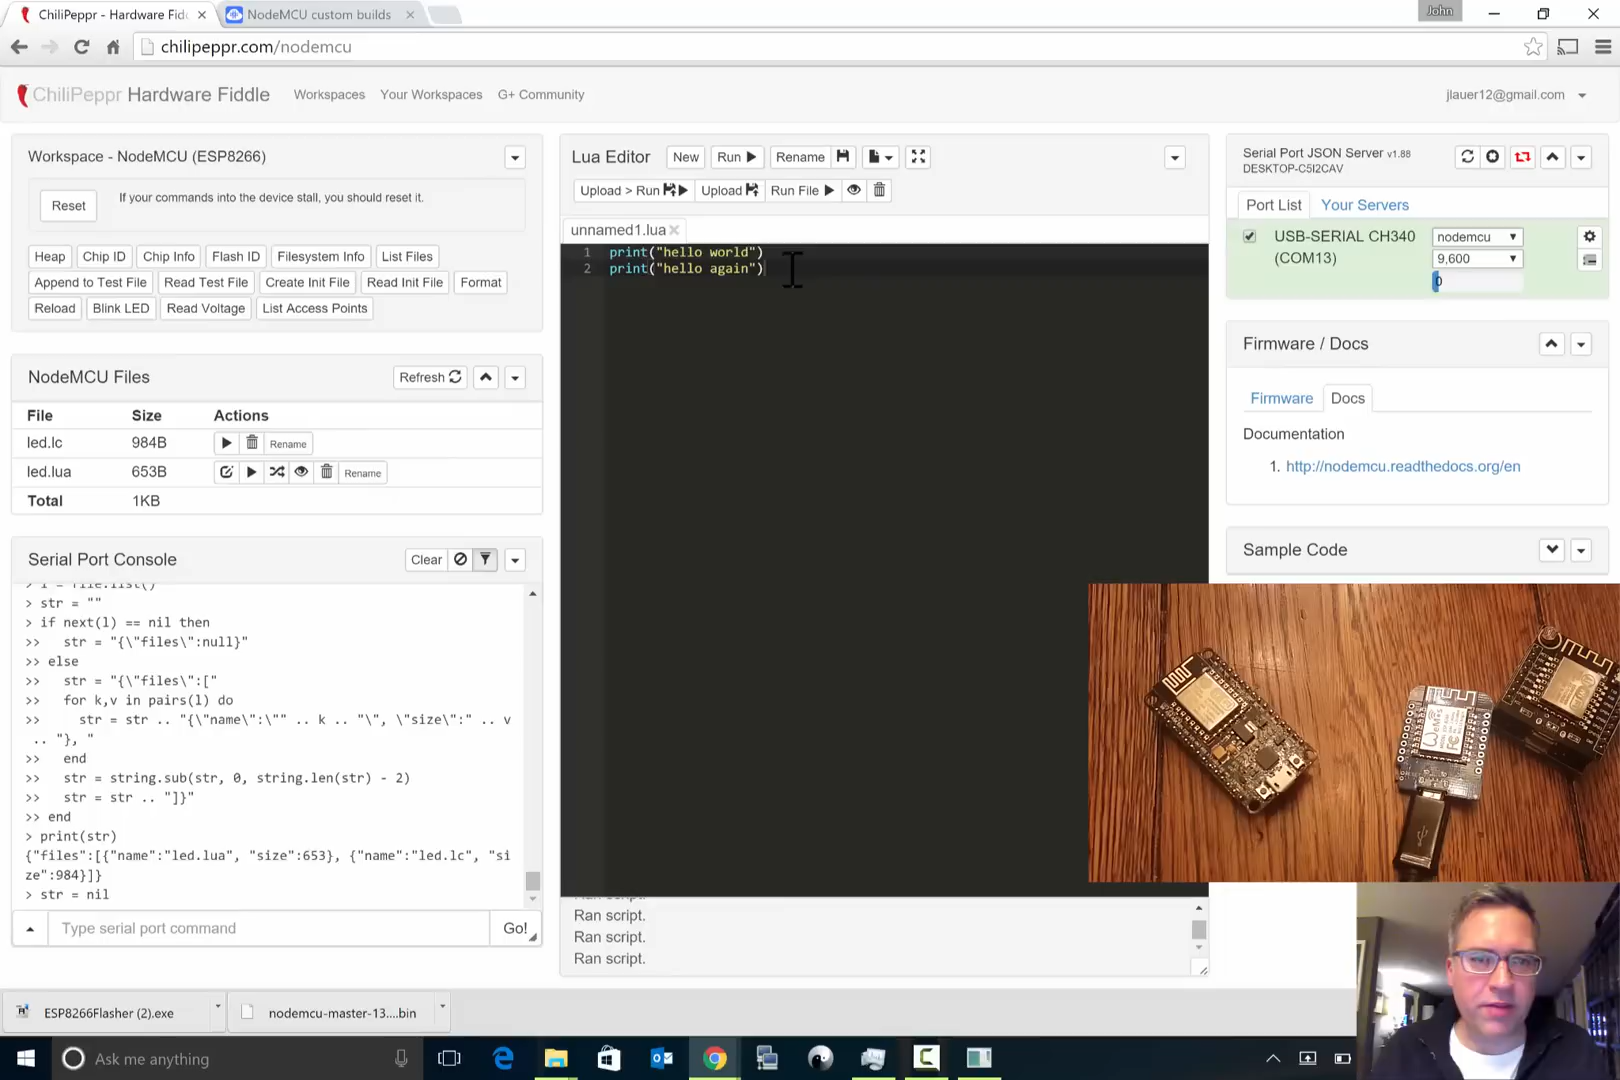 ChiliPeppr - Hardware Fidd
NodeMCU custom builds
John
chilipeppr.com/nodemcu
ChiliPeppr Hardware Fiddle
Workspaces
Your Workspaces
G+ Community
jlauer12@gmail.com
Workspace - NodeMCU (ESP8266)
Reset
If your commands into the device stall, you should reset it.
Heap
Chip ID
Chip Info
Flash ID
Filesystem Info
List Files
Append to Test File
Read Test File
Create Init File
Read Init File
Format
Reload
Blink LED
Read Voltage
List Access Points
NodeMCU Files
Refresh
File Size Actions
led.lc 984B Rename
led.lua 653B Rename
Total 1KB
Serial Port Console
Clear
> l = file.list()
> str = ""
> if next(l) == nil then
>> str = "{\"files\":null}"
>> else
>> str = "{\"files\":["
>> for k,v in pairs(l) do
>> str = str .. "{\"name\":\"" .. k .. "\", \"size\":" .. v
.. "}, "
>> end
>> str = string.sub(str, 0, string.len(str) - 2)
>> str = str .. "]}"
>> end
> print(str)
{"files":[{"name":"led.lua", "size":653}, {"name":"led.lc", "si
ze":984}]}
> str = nil
Type serial port command
Go!
Lua Editor
New
Run
Rename
Upload > Run
Upload
Run File
unnamed1.lua
1 print("hello world")
2 print("hello again")
Ran script.
Ran script.
Ran script.
Ran script.
Serial Port JSON Server v1.88
DESKTOP-C5I2CAV
Port List
Your Servers
USB-SERIAL CH340
(COM13)
nodemcu
9,600
0
Firmware / Docs
Firmware
Docs
Documentation
1. http://nodemcu.readthedocs.org/en
Sample Code
WeMos
ESP8266Flasher (2).exe
nodemcu-master-13....bin
Ask me anything